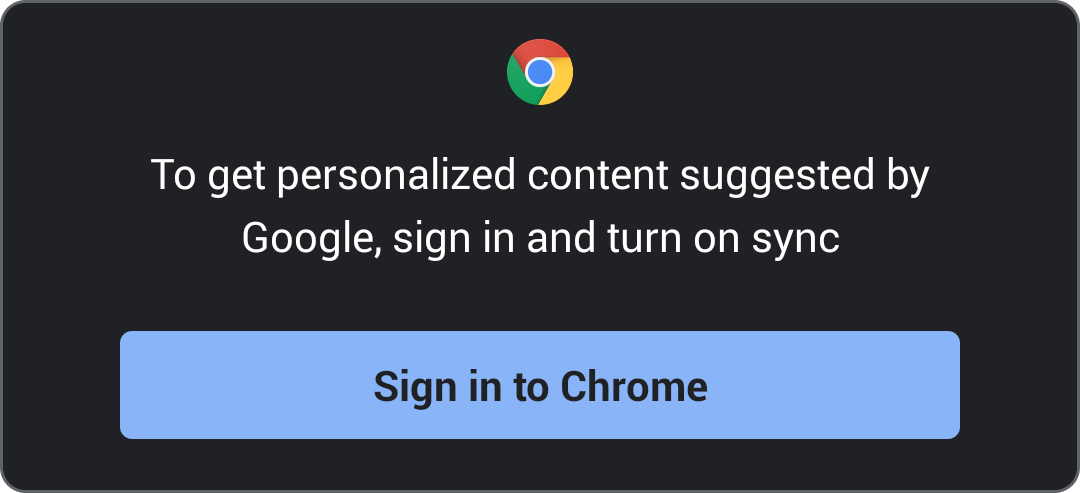 To get personalized content suggested by
Google, sign in and turn on sync
Sign in to Chrome